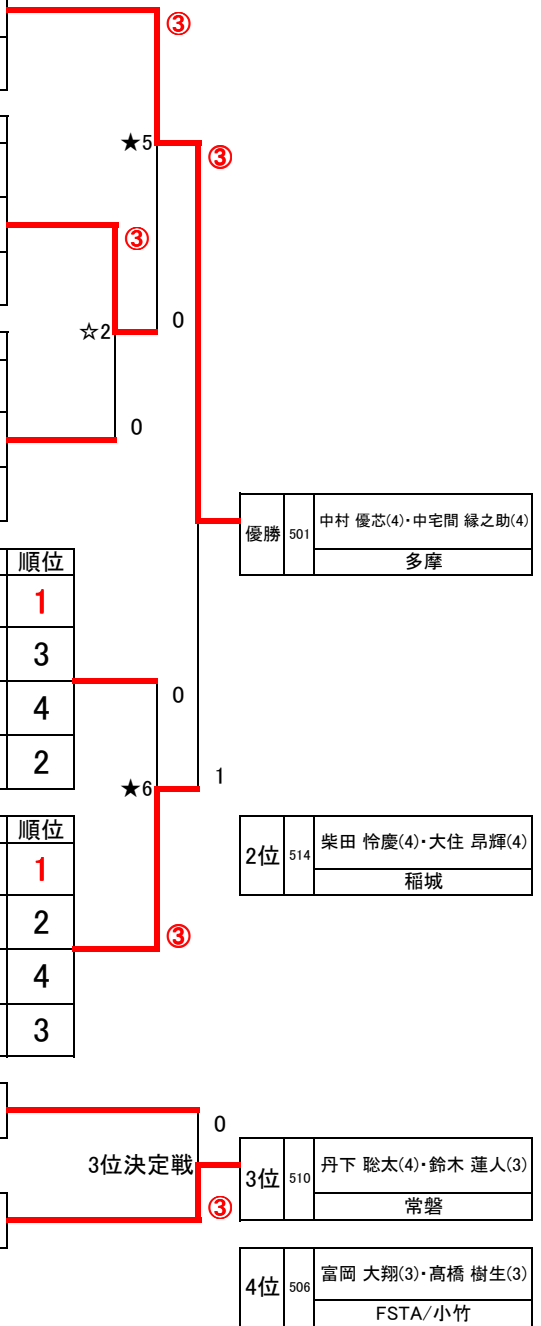 ③
★5
③
③
☆2
0
0
優勝 501 中村 優芯(4)・中宅間 縁之助(4)
多摩
順位
1
3
4
2
0
★6
1
2位 514 柴田 怜慶(4)・大住 昂輝(4)
稲城
順位
1
2
4
3
③
0
3位決定戦
③
3位 510 丹下 聡太(4)・鈴木 蓮人(3)
常磐
4位 506 富岡 大翔(3)・髙橋 樹生(3)
FSTA/小竹